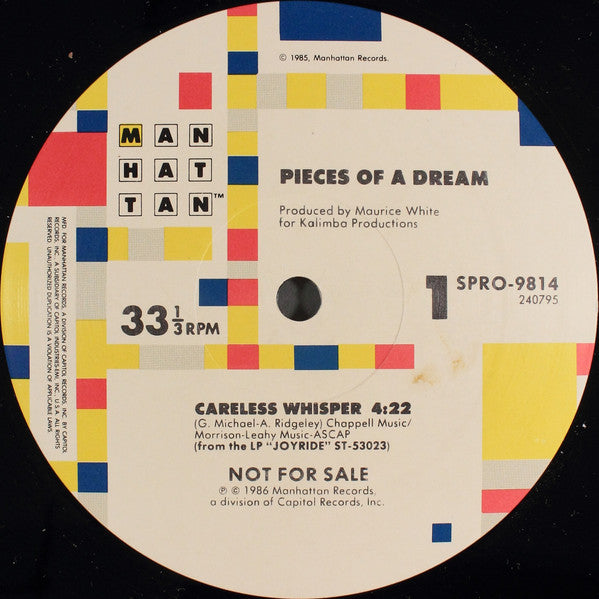 © 1985, Manhattan Records.
MAN
HAT
TAN™
PIECES OF A DREAM
Produced by Maurice White
for Kalimba Productions
33 1/3 RPM
1
SPRO-9814
240795
CARELESS WHISPER 4:22
(G. Michael-A. Ridgeley) Chappell Music/
Morrison-Leahy Music-ASCAP
(from the LP "JOYRIDE" ST-53023)
NOT FOR SALE
℗ © 1986 Manhattan Records,
a division of Capitol Records, Inc.
MFD. FOR MANHATTAN RECORDS, A DIVISION OF CAPITOL RECORDS, INC. BY CAPITOL
RECORDS, INC. A SUBSIDIARY OF CAPITOL INDUSTRIES-EMI, INC. U.S.A. ALL RIGHTS
RESERVED. UNAUTHORIZED DUPLICATION IS A VIOLATION OF APPLICABLE LAWS.